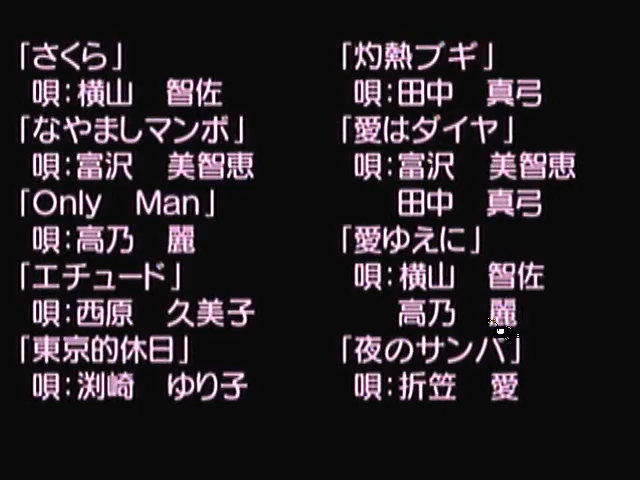 「さくら」
唄：横山　智佐
「なやましマンボ」
唄：富沢　美智恵
「Only　Man」
唄：高乃　麗
「エチュード」
唄：西原　久美子
「東京的休日」
唄：渕崎　ゆり子
「灼熱ブギ」
唄：田中　真弓
「愛はダイヤ」
唄：富沢　美智恵
田中　真弓
「愛ゆえに」
唄：横山　智佐
高乃　麗
「夜のサンバ」
唄：折笠　愛